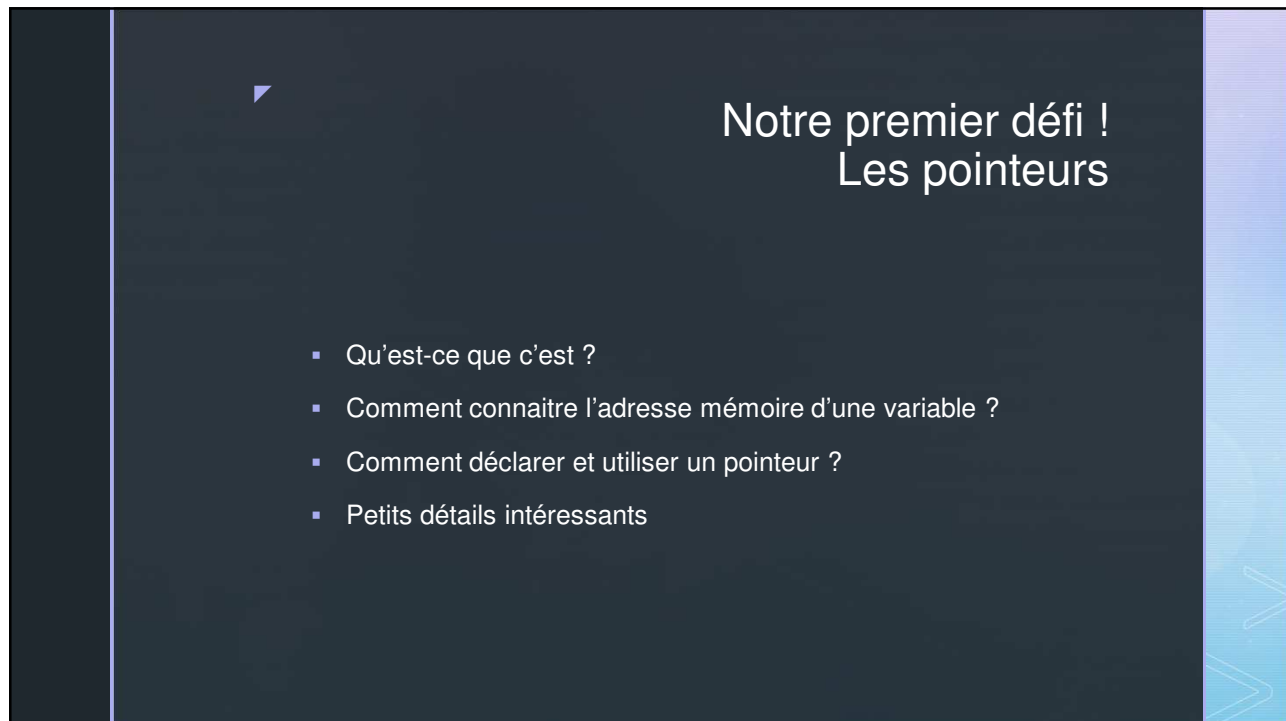 Notre premier défi !
Les pointeurs
▪ Qu’est-ce que c’est ?
▪ Comment connaitre l’adresse mémoire d’une variable ?
▪ Comment déclarer et utiliser un pointeur ?
▪ Petits détails intéressants